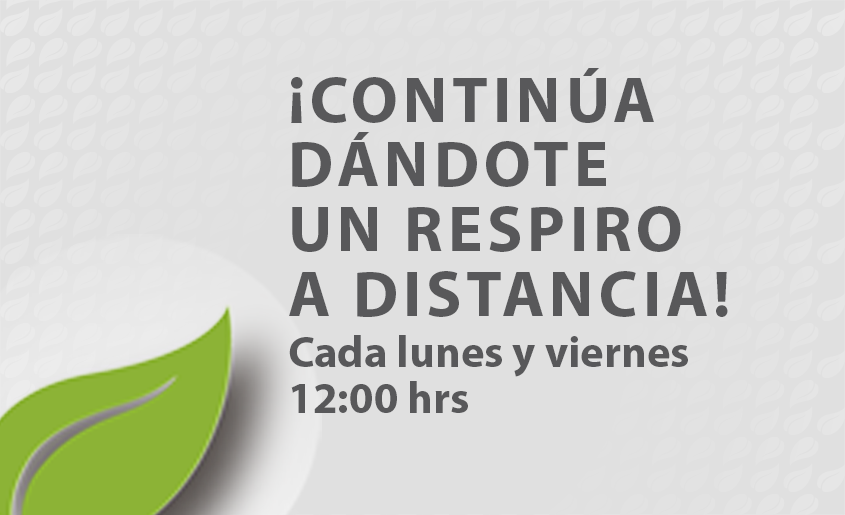 ¡CONTINÚA
DÁNDOTE
UN RESPIRO
A DISTANCIA!
Cada lunes y viernes
12:00 hrs